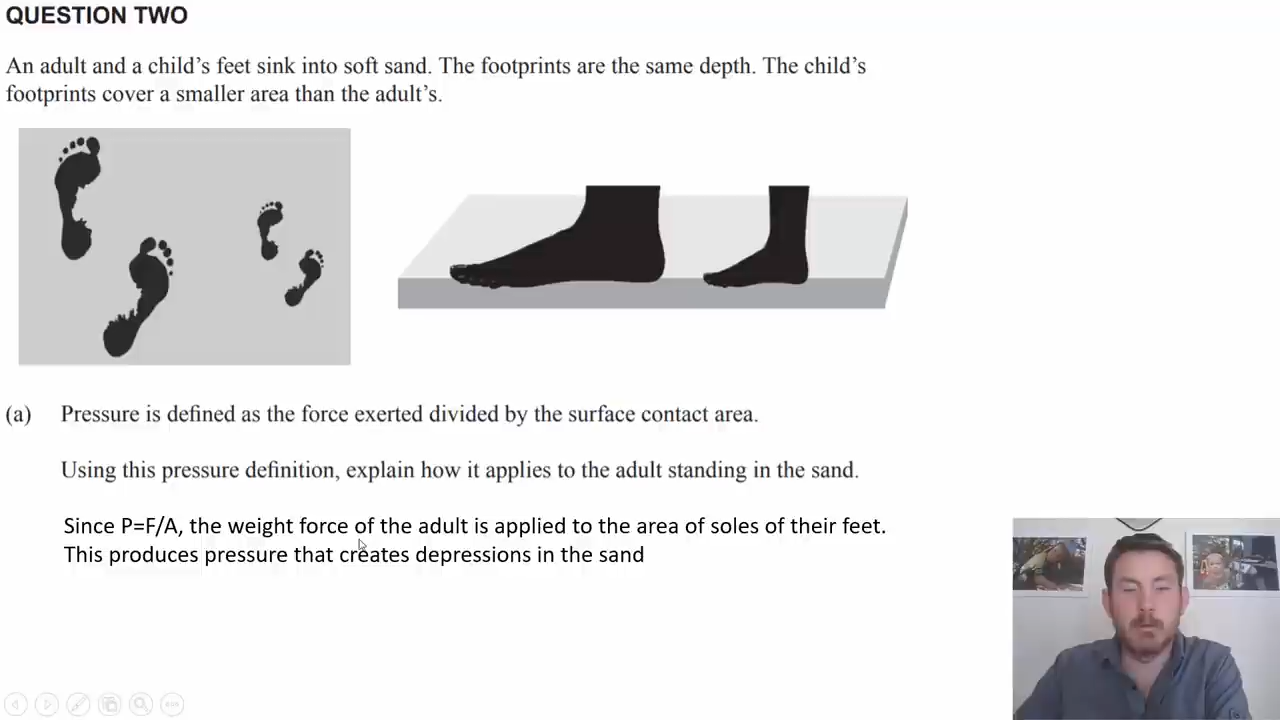 QUESTION TWO
An adult and a child’s feet sink into soft sand. The footprints are the same depth. The child’s
footprints cover a smaller area than the adult’s.
(a) Pressure is defined as the force exerted divided by the surface contact area.
Using this pressure definition, explain how it applies to the adult standing in the sand.
Since P=F/A, the weight force of the adult is applied to the area of soles of their feet.
This produces pressure that creates depressions in the sand